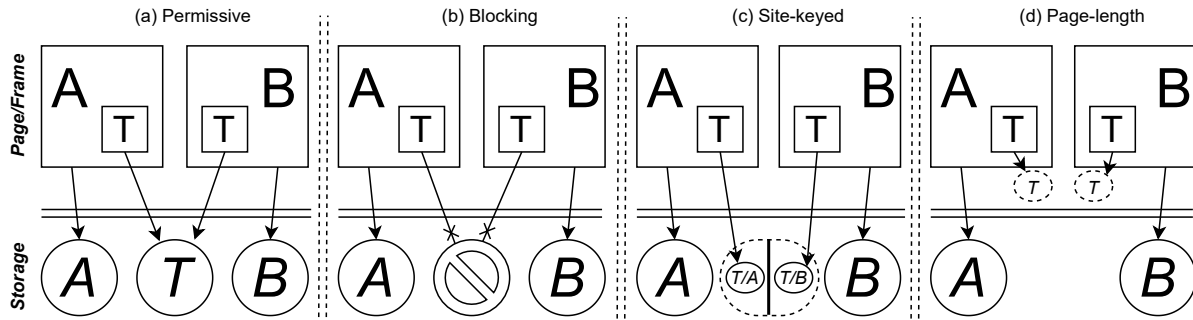 (a) Permissive
(b) Blocking
(c) Site-keyed
(d) Page-length
Page/Frame
A
T
T
B
A
T
T
B
A
T
T
B
A
T
T
B
T
T
Storage
A
T
B
A
B
A
T/A
T/B
B
A
B